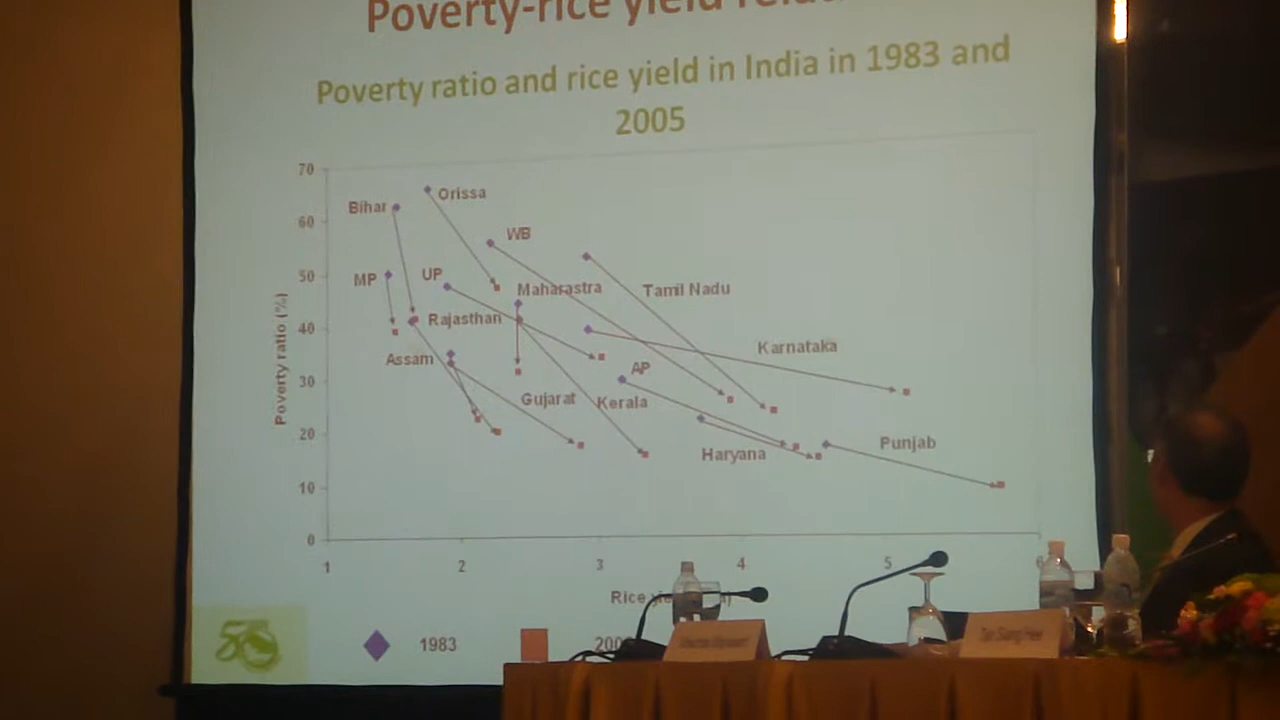 Poverty-rice yield
Poverty ratio and rice yield in India in 1983 and
2005
Poverty ratio (%)
70
60
50
40
30
20
10
0
1
2
3
4
5
6
Orissa
Bihar
WB
MP
UP
Maharastra
Tamil Nadu
Rajasthan
Karnataka
Assam
AP
Gujarat
Kerala
Haryana
Punjab
Rice
1983
50